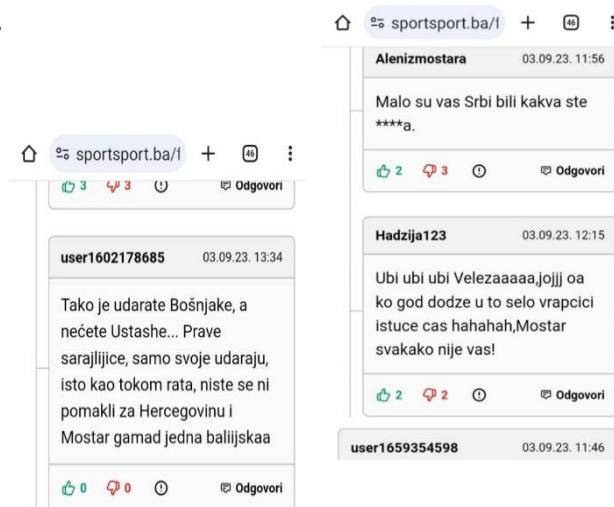 sportsport.ba/f
46
3
3
Odgovori
user1602178685
03.09.23. 13:34
Tako je udarate Bošnjake, a
nećete Ustashe... Prave
sarajlijice, samo svoje udaraju,
isto kao tokom rata, niste se ni
pomakli za Hercegovinu i
Mostar gamad jedna baliijskaa
0
0
Odgovori
sportsport.ba/f
46
Alenizmostara
03.09.23. 11:56
Malo su vas Srbi bili kakva ste
****a.
2
3
Odgovori
Hadzija123
03.09.23. 12:15
Ubi ubi ubi Velezaaaaa,jojjj oa
ko god dodze u to selo vrapcici
istuce cas hahahah,Mostar
svakako nije vas!
2
2
Odgovori
user1659354598
03.09.23. 11:46